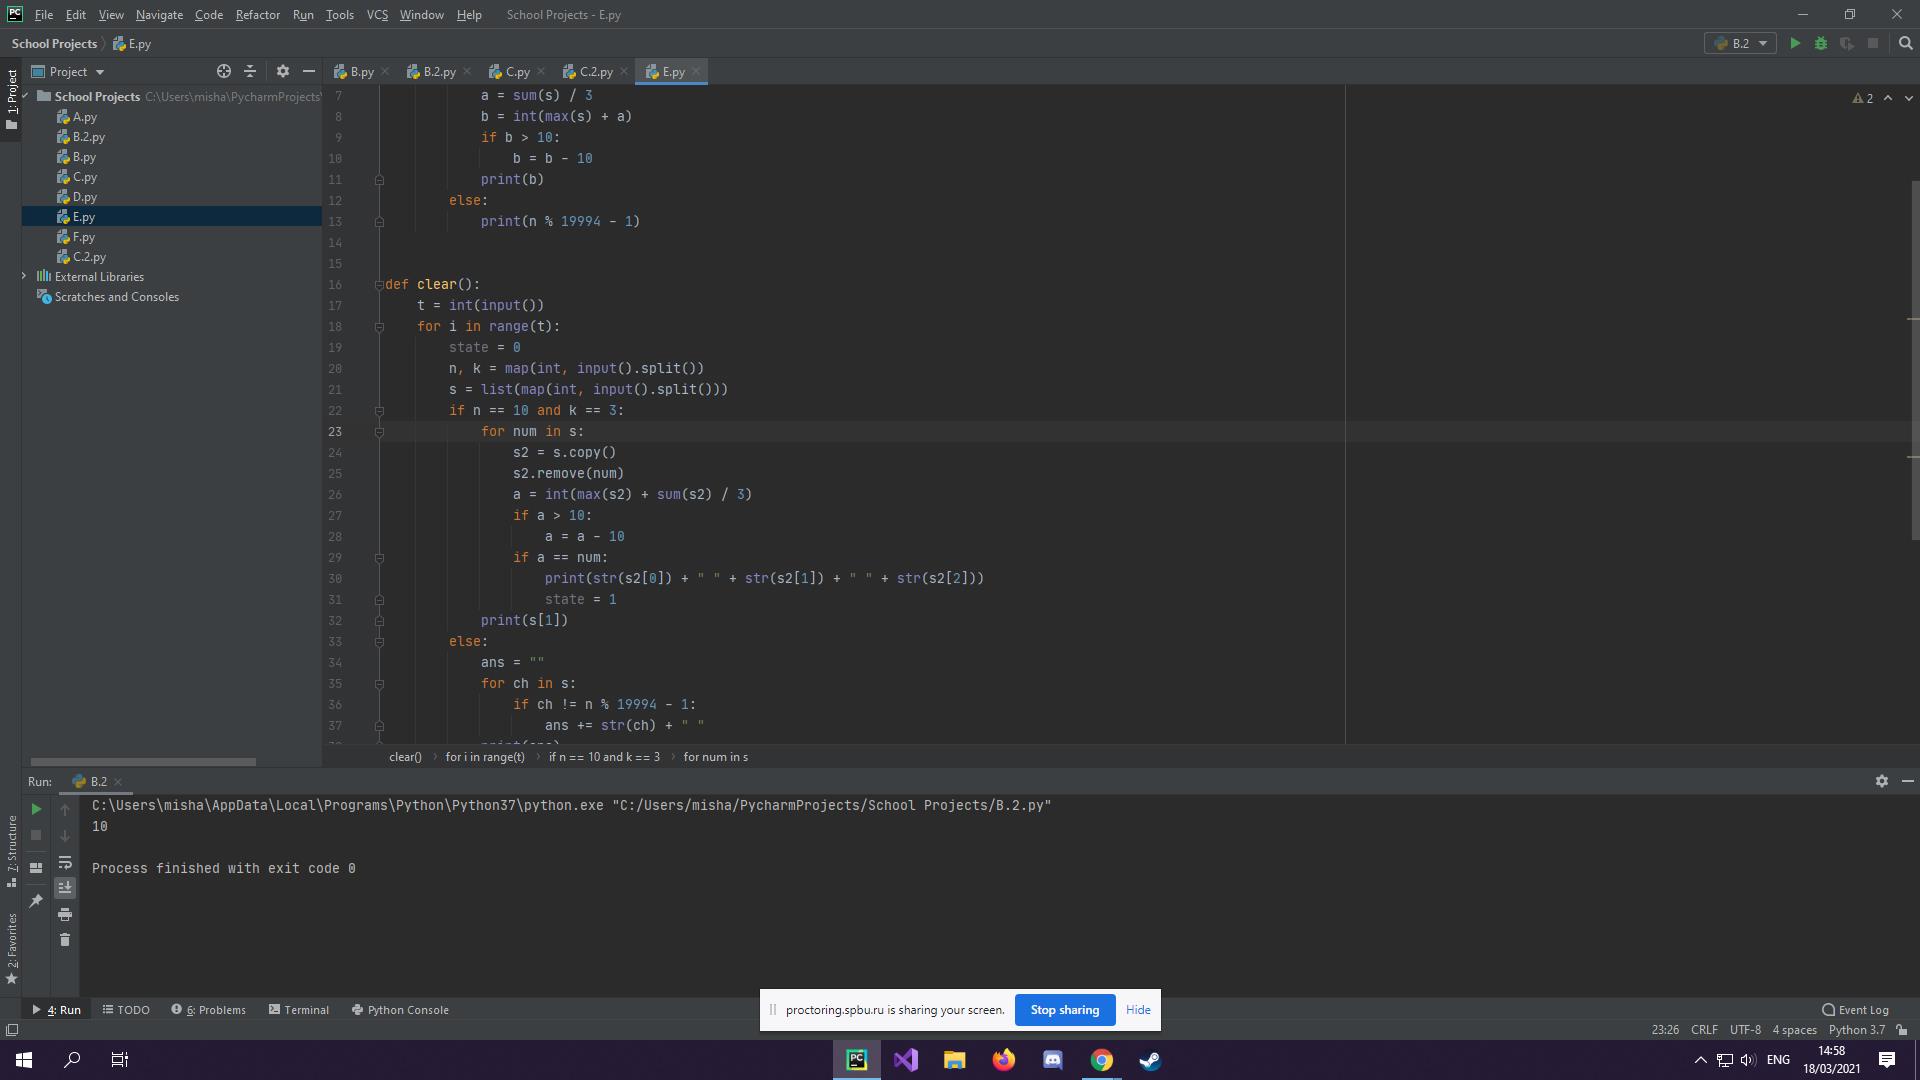 PC File Edit View Navigate Code Refactor Run Tools VCS Window Help School Projects - E.py
School Projects E.py B.2
1: Project
Project
B.py B.2.py C.py C.2.py E.py
School Projects C:\Users\misha\PycharmProjects\
A.py
B.2.py
B.py
C.py
D.py
E.py
F.py
C.2.py
External Libraries
Scratches and Consoles
2
7 a = sum(s) / 3
8 b = int(max(s) + a)
9 if b > 10:
10 b = b - 10
11 print(b)
12 else:
13 print(n % 19994 - 1)
14
15
16 def clear():
17 t = int(input())
18 for i in range(t):
19 state = 0
20 n, k = map(int, input().split())
21 s = list(map(int, input().split()))
22 if n == 10 and k == 3:
23 for num in s:
24 s2 = s.copy()
25 s2.remove(num)
26 a = int(max(s2) + sum(s2) / 3)
27 if a > 10:
28 a = a - 10
29 if a == num:
30 print(str(s2[0]) + " " + str(s2[1]) + " " + str(s2[2]))
31 state = 1
32 print(s[1])
33 else:
34 ans = ""
35 for ch in s:
36 if ch != n % 19994 - 1:
37 ans += str(ch) + " "
clear() for i in range(t) if n == 10 and k == 3 for num in s
Run: B.2
C:\Users\misha\AppData\Local\Programs\Python\Python37\python.exe "C:/Users/misha/PycharmProjects/School Projects/B.2.py"
10
Process finished with exit code 0
7: Structure
2: Favorites
proctoring.spbu.ru is sharing your screen. Stop sharing Hide
4: Run TODO 6: Problems Terminal Python Console Event Log
23:26 CRLF UTF-8 4 spaces Python 3.7
PC ENG 14:58
18/03/2021